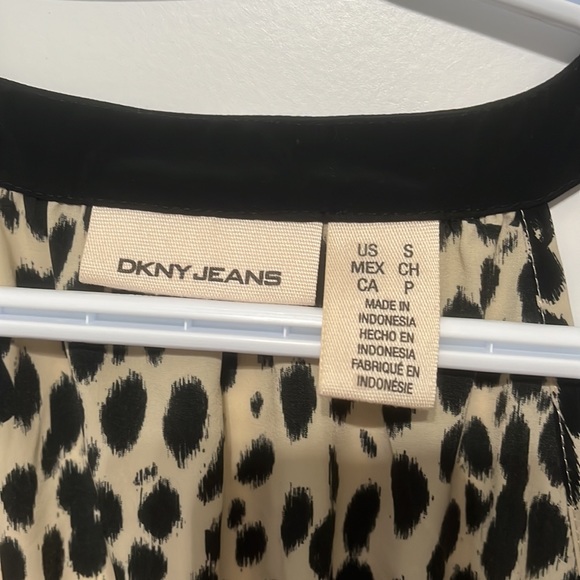 DKNY JEANS
US S
MEX CH
CA P
MADE IN
INDONESIA
HECHO EN
INDONESIA
FABRIQUÉ EN
INDONÉSIE